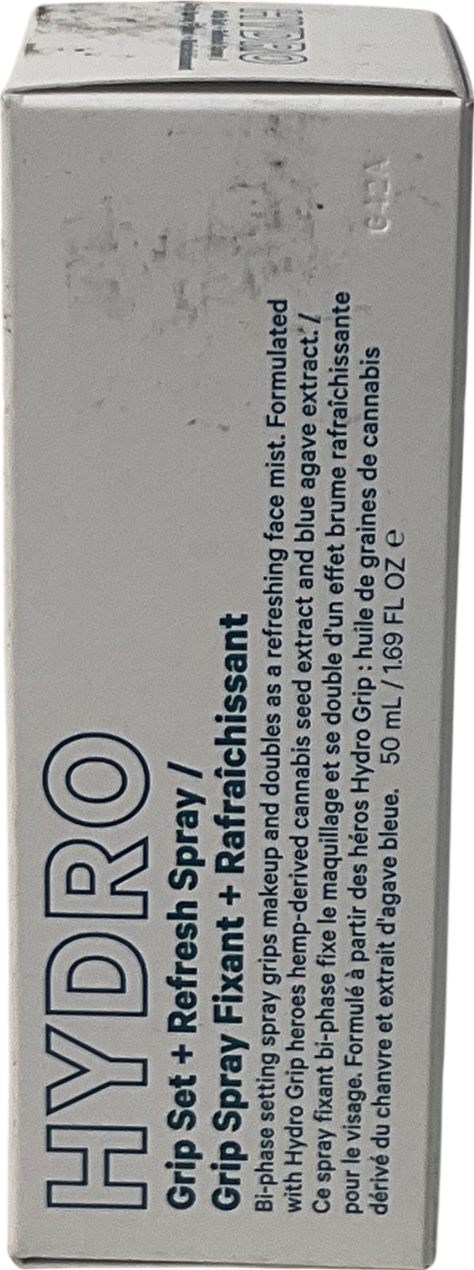 HYDRO
HYDRO
Grip Set + Refresh Spray /
Grip Spray Fixant + Rafraîchissant
Bi-phase setting spray grips makeup and doubles as a refreshing face mist. Formulated
with Hydro Grip heroes hemp-derived cannabis seed extract and blue agave extract. /
Ce spray fixant bi-phase fixe le maquillage et se double d'un effet brume rafraîchissante
pour le visage. Formulé à partir des héros Hydro Grip : huile de graines de cannabis
dérivé du chanvre et extrait d'agave bleue. 50 mL / 1.69 FL OZ ℮